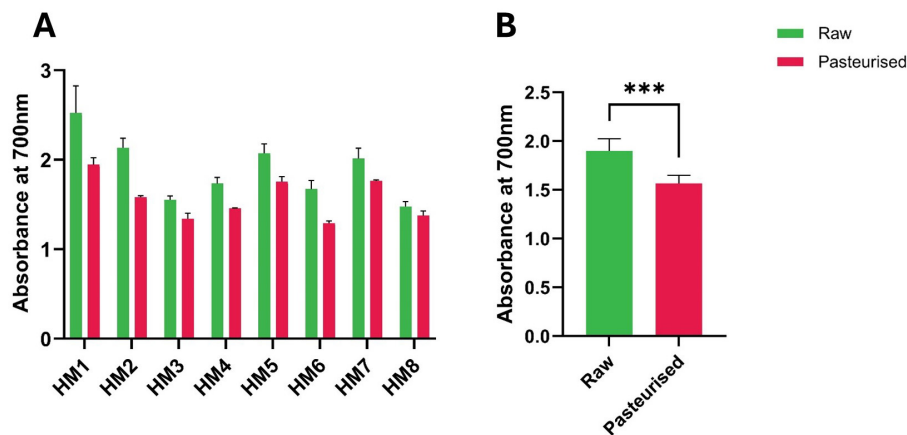 A
Absorbance at 700nm
3
2
1
0
HM1
HM2
HM3
HM4
HM5
HM6
HM7
HM8
B
Absorbance at 700nm
2.5
2.0
1.5
1.0
0.5
0.0
***
Raw
Pasteurised
Raw
Pasteurised